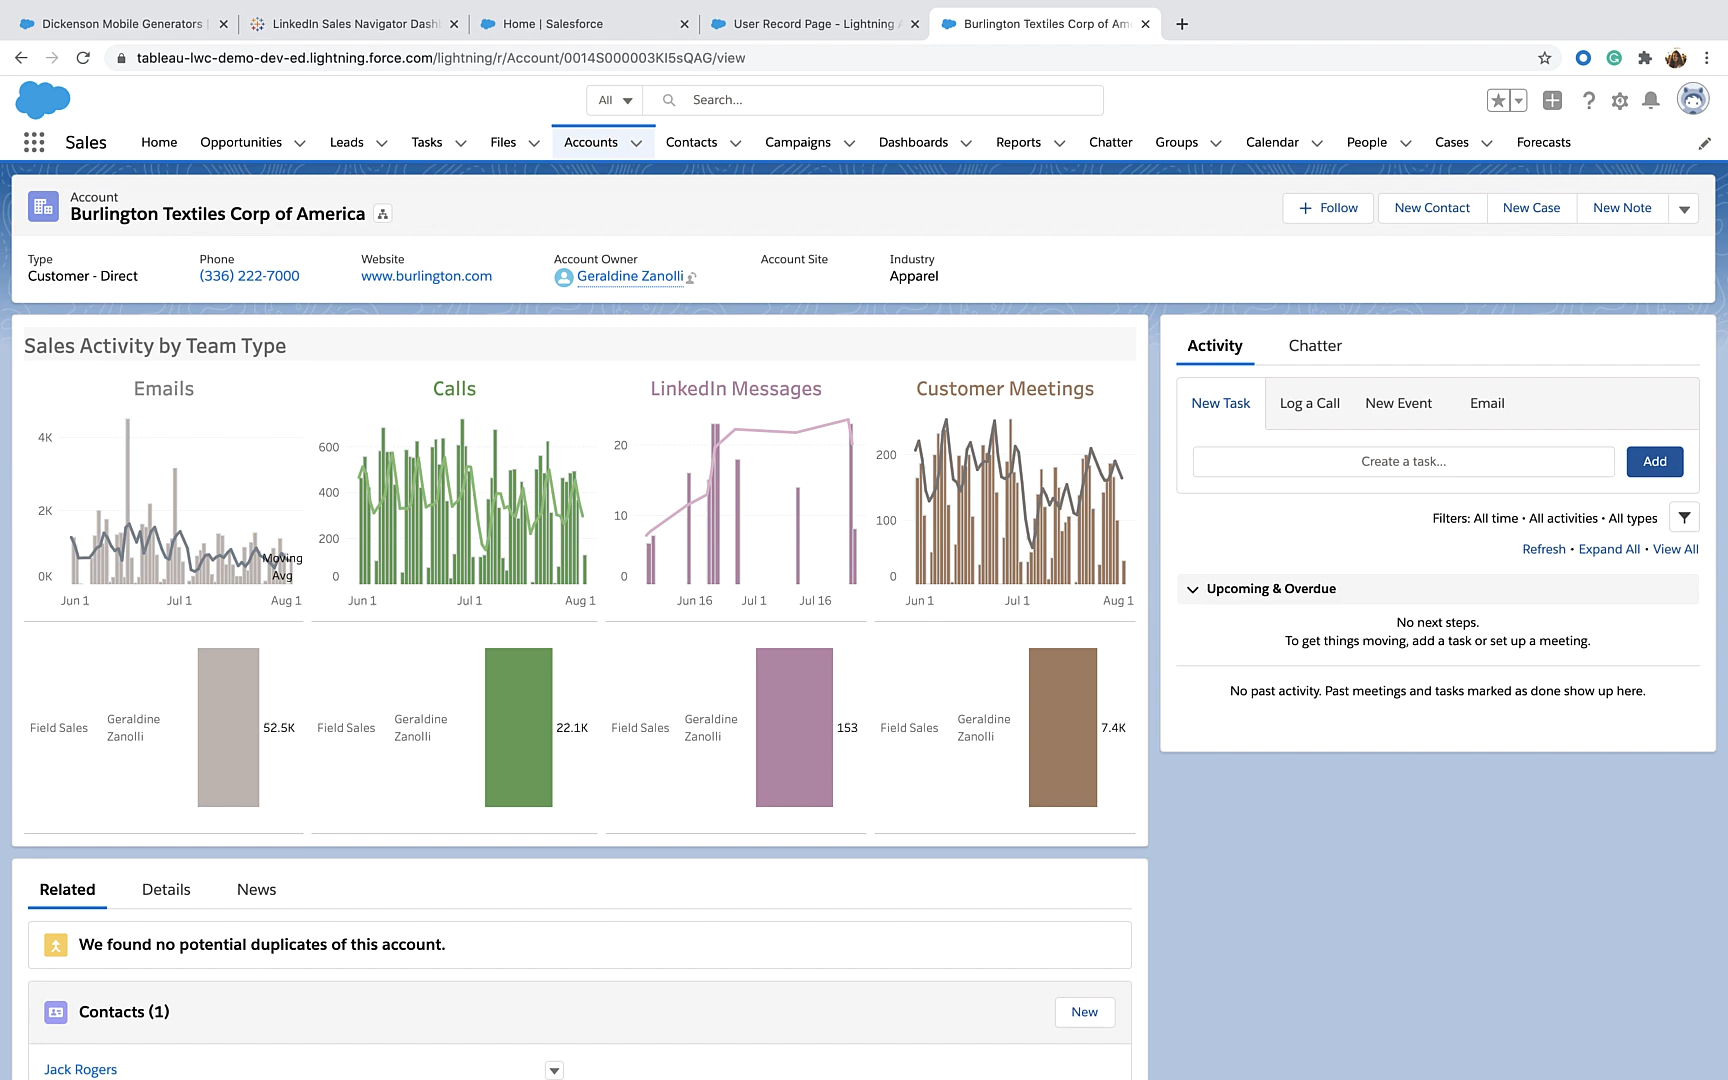 Dickenson Mobile Generators
LinkedIn Sales Navigator Dash
Home | Salesforce
User Record Page - Lightning
Burlington Textiles Corp of Am
tableau-lwc-demo-dev-ed.lightning.force.com/lightning/r/Account/0014S000003KI5sQAG/view
All
Search...
Sales
Home
Opportunities
Leads
Tasks
Files
Accounts
Contacts
Campaigns
Dashboards
Reports
Chatter
Groups
Calendar
People
Cases
Forecasts
Account
Burlington Textiles Corp of America
Follow
New Contact
New Case
New Note
Type
Customer - Direct
Phone
(336) 222-7000
Website
www.burlington.com
Account Owner
Geraldine Zanolli
Account Site
Industry
Apparel
Sales Activity by Team Type
Emails
4K
2K
0K
Moving
Avg
Jun 1
Jul 1
Aug 1
Calls
600
400
200
0
Jun 1
Jul 1
Aug 1
LinkedIn Messages
20
10
0
Jun 16
Jul 1
Jul 16
Customer Meetings
200
100
0
Jun 1
Jul 1
Aug 1
Field Sales
Geraldine
Zanolli
52.5K
Field Sales
Geraldine
Zanolli
22.1K
Field Sales
Geraldine
Zanolli
153
Field Sales
Geraldine
Zanolli
7.4K
Related
Details
News
We found no potential duplicates of this account.
Contacts (1)
New
Jack Rogers
Activity
Chatter
New Task
Log a Call
New Event
Email
Create a task...
Add
Filters: All time • All activities • All types
Refresh • Expand All • View All
Upcoming & Overdue
No next steps.
To get things moving, add a task or set up a meeting.
No past activity. Past meetings and tasks marked as done show up here.